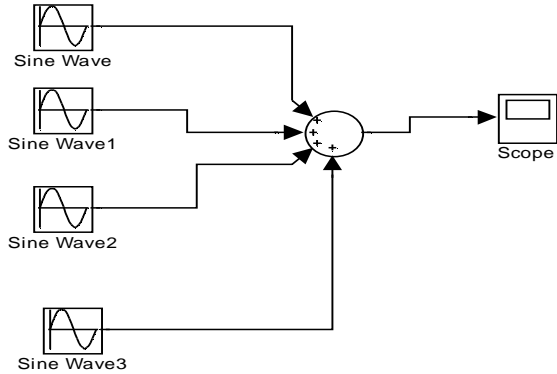 Sine Wave
Sine Wave1
Sine Wave2
Sine Wave3
+
+
+
+
Scope